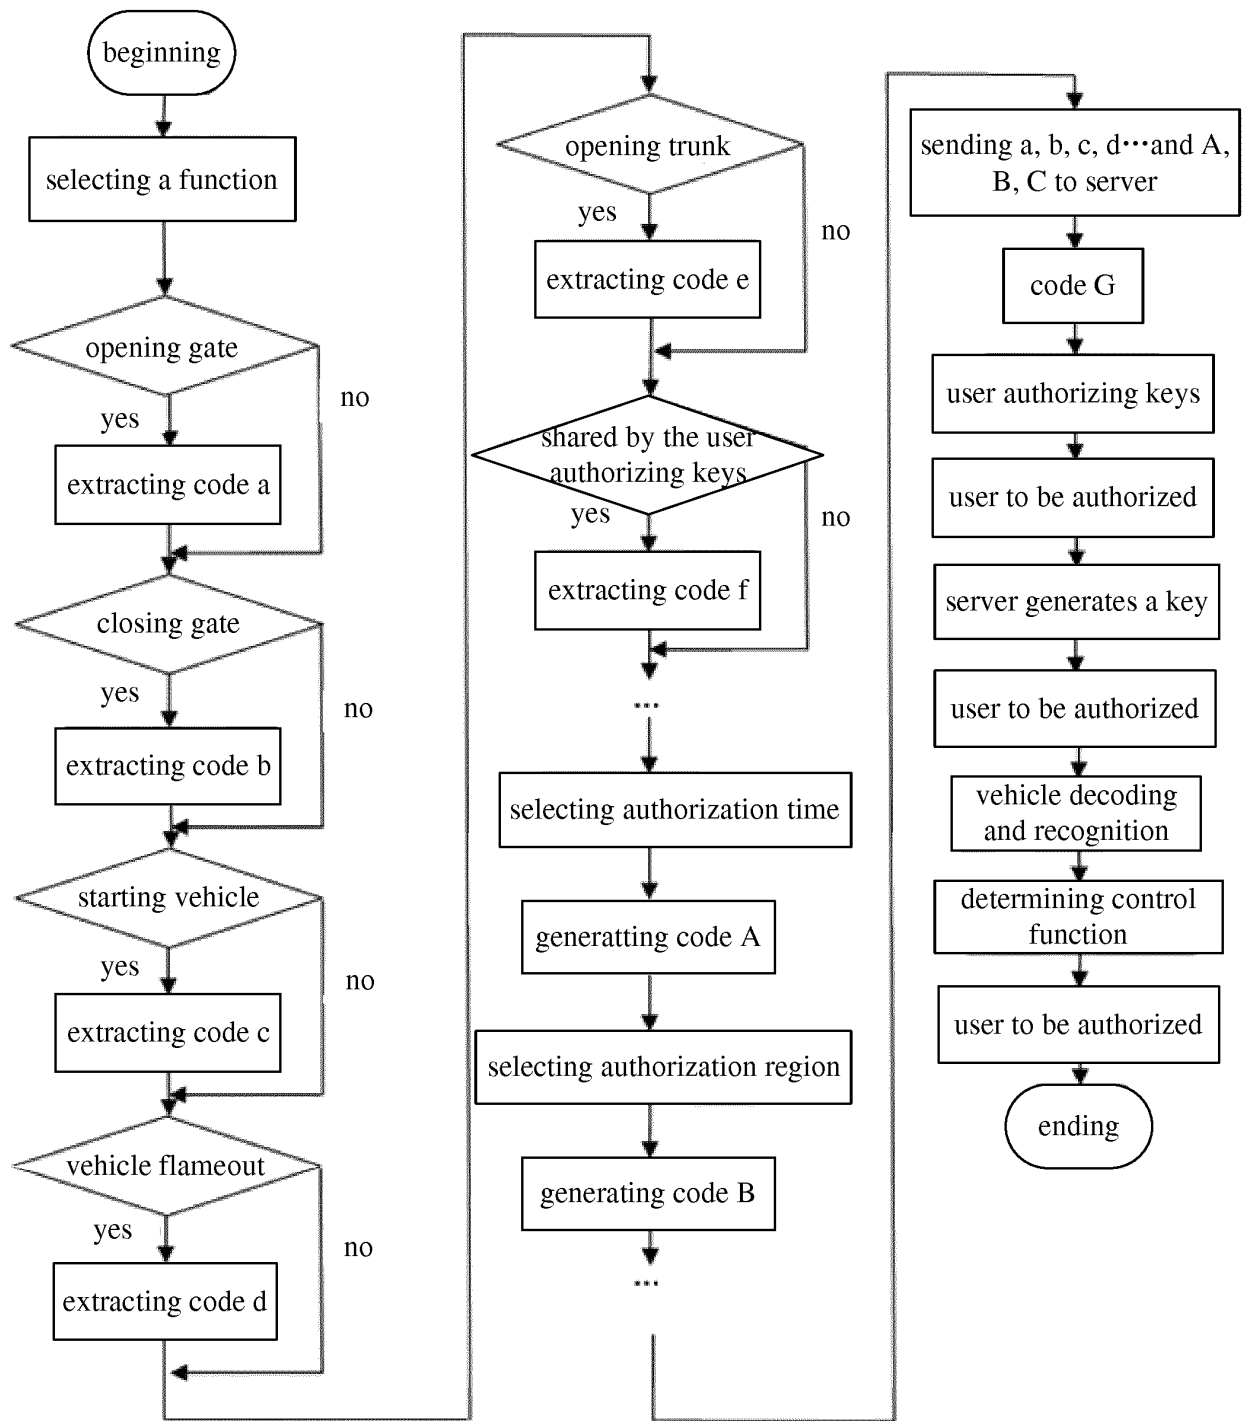 beginning
selecting a function
opening gate
yes
no
extracting code a
closing gate
yes
no
extracting code b
starting vehicle
yes
no
extracting code c
vehicle flameout
yes
no
extracting code d
opening trunk
yes
no
extracting code e
shared by the user
authorizing keys
yes
no
extracting code f
...
selecting authorization time
generatting code A
selecting authorization region
generating code B
...
sending a, b, c, d···and A,
B, C to server
code G
user authorizing keys
user to be authorized
server generates a key
user to be authorized
vehicle decoding
and recognition
determining control
function
user to be authorized
ending